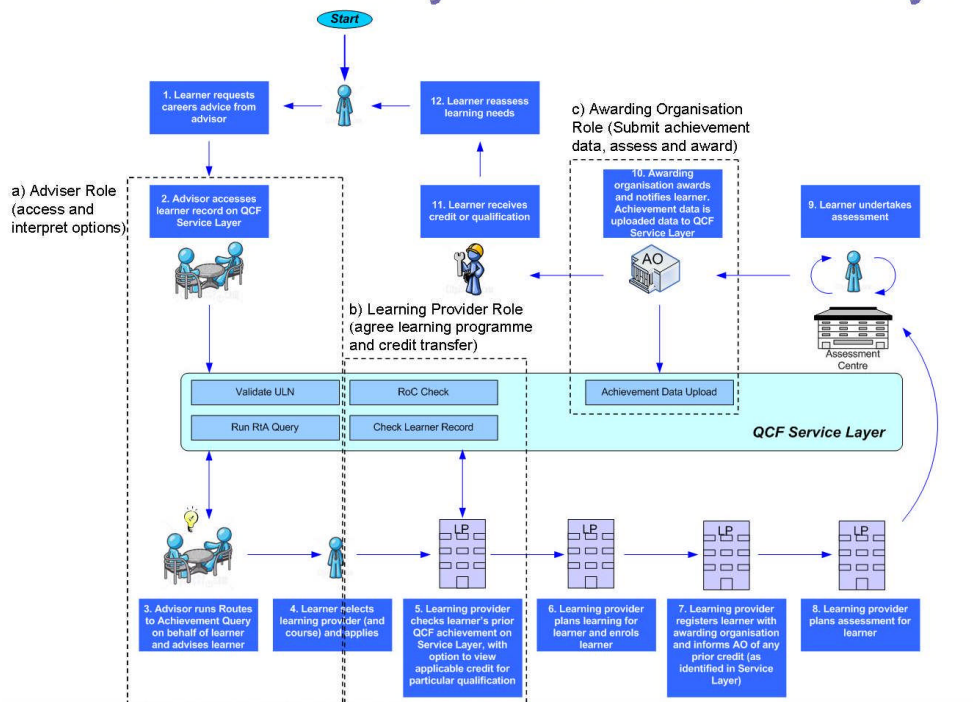 Start
1. Learner requests
careers advice from
advisor
12. Learner reassess
learning needs
c) Awarding Organisation
Role (Submit achievement
data, assess and award)
a) Adviser Role
(access and
interpret options)
2. Advisor accesses
learner record on QCF
Service Layer
11. Learner receives
credit or qualification
10. Awarding
organisation awards
and notifies learner.
Achievement data is
uploaded data to QCF
Service Layer
9. Learner undertakes
assessment
AO
b) Learning Provider Role
(agree learning programme
and credit transfer)
Assessment
Centre
Validate ULN
RoC Check
Achievement Data Upload
Run RtA Query
Check Learner Record
QCF Service Layer
LP
LP
LP
LP
3. Advisor runs Routes
to Achievement Query
on behalf of learner
and advises learner
4. Learner selects
learning provider (and
course) and applies
5. Learning provider
checks learner's prior
QCF achievement on
Service Layer, with
option to view
applicable credit for
particular qualification
6. Learning provider
plans learning for
learner and enrols
learner
7. Learning provider
registers learner with
awarding organisation
and informs AO of any
prior credit (as
identified in Service
Layer)
8. Learning provider
plans assessment for
learner